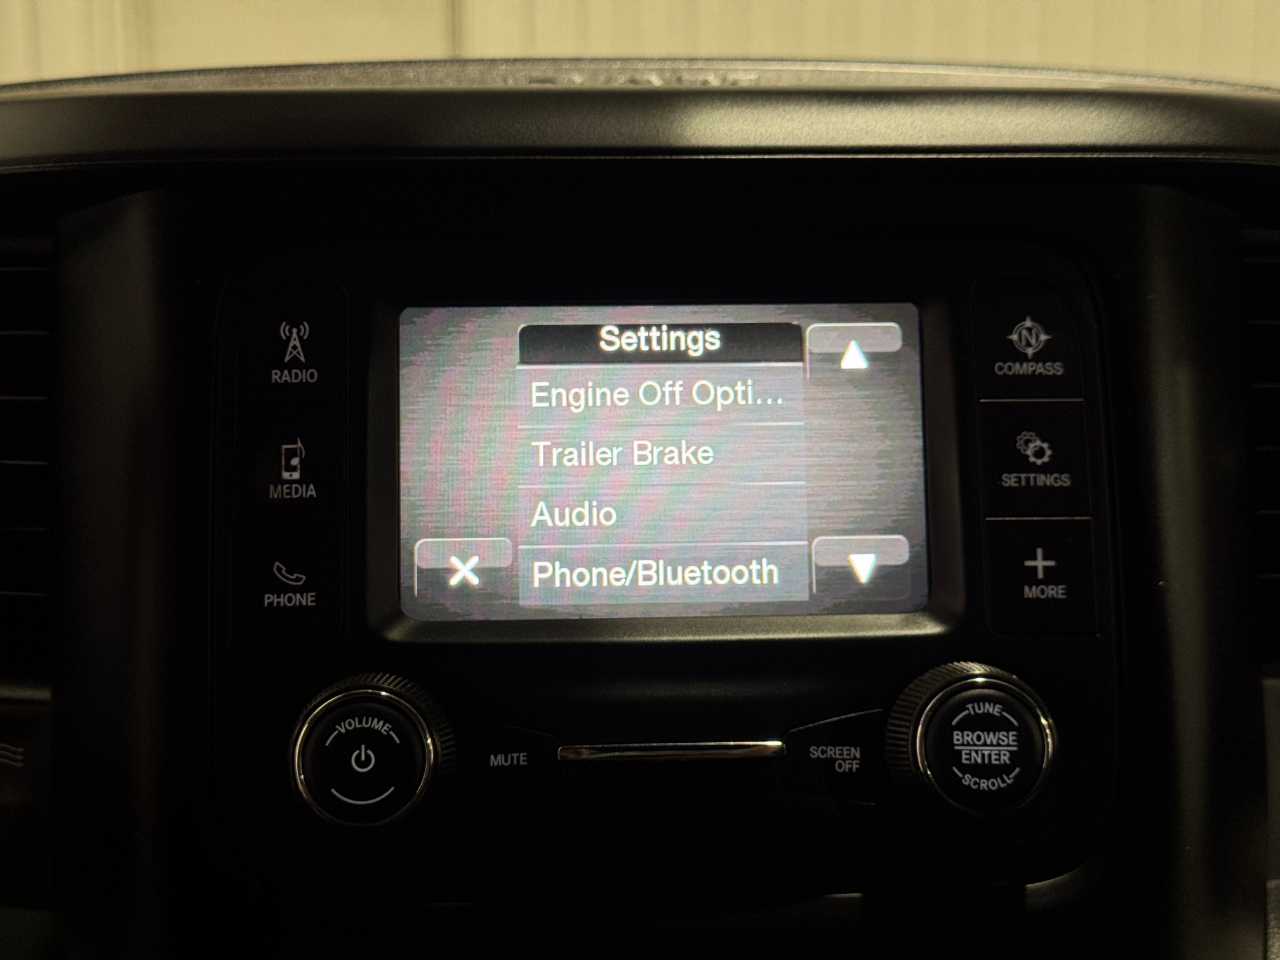 Settings
Engine Off Opti...
Trailer Brake
Audio
Phone/Bluetooth
RADIO
MEDIA
PHONE
N
COMPASS
SETTINGS
MORE
VOLUME
MUTE
SCREEN
OFF
TUNE
BROWSE
ENTER
SCROLL